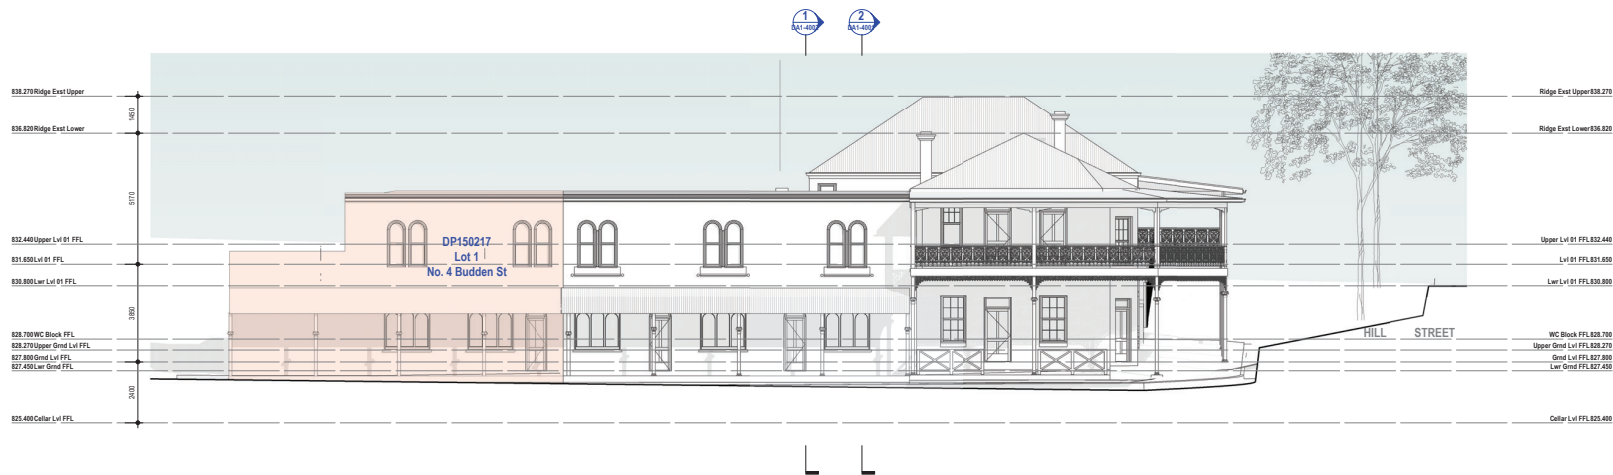 1
DA1-4002
2
DA1-4001
838.270 Ridge Exst Upper
Ridge Exst Upper 838.270
1450
836.820 Ridge Exst Lower
Ridge Exst Lower 836.820
5170
832.440 Upper Lvl 01 FFL
Upper Lvl 01 FFL 832.440
DP150217
Lot 1
No. 4 Budden St
831.650 Lvl 01 FFL
Lvl 01 FFL 831.650
830.800 Lwr Lvl 01 FFL
Lwr Lvl 01 FFL 830.800
3850
828.700 WC Block FFL
HILL STREET
WC Block FFL 828.700
828.270 Upper Grnd Lvl FFL
Upper Grnd FFL 828.270
827.800 Grnd Lvl FFL
Grnd Lvl FFL 827.800
827.450 Lwr Grnd FFL
Lwr Grnd FFL 827.450
2400
825.400 Cellar Lvl FFL
Cellar Lvl FFL 825.400